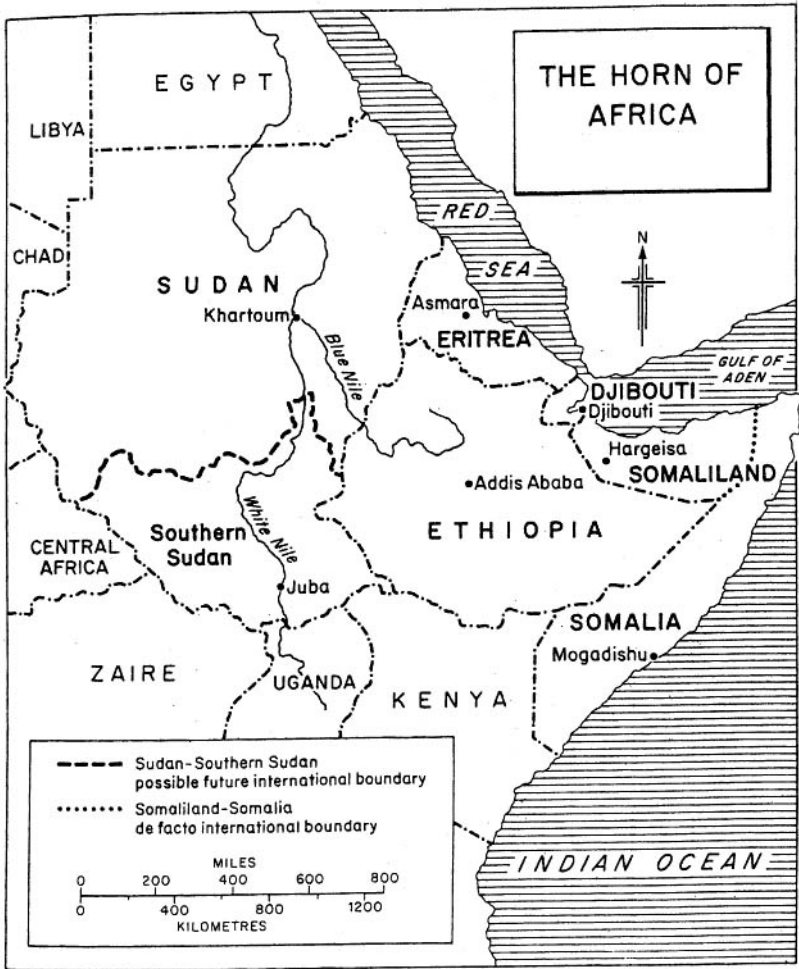 THE HORN OF
AFRICA
EGYPT
LIBYA
RED
SEA
N
CHAD
SUDAN
Khartoum
Asmara
ERITREA
Blue Nile
GULF OF
ADEN
DJIBOUTI
Djibouti
Hargeisa
SOMALILAND
Addis Ababa
ETHIOPIA
White Nile
Southern
Sudan
CENTRAL
AFRICA
Juba
SOMALIA
Mogadishu
ZAIRE
UGANDA
KENYA
Sudan-Southern Sudan
possible future international boundary
Somaliland-Somalia
de facto international boundary
MILES
0 200 400 600 800
0 400 800 1200
KILOMETRES
INDIAN OCEAN